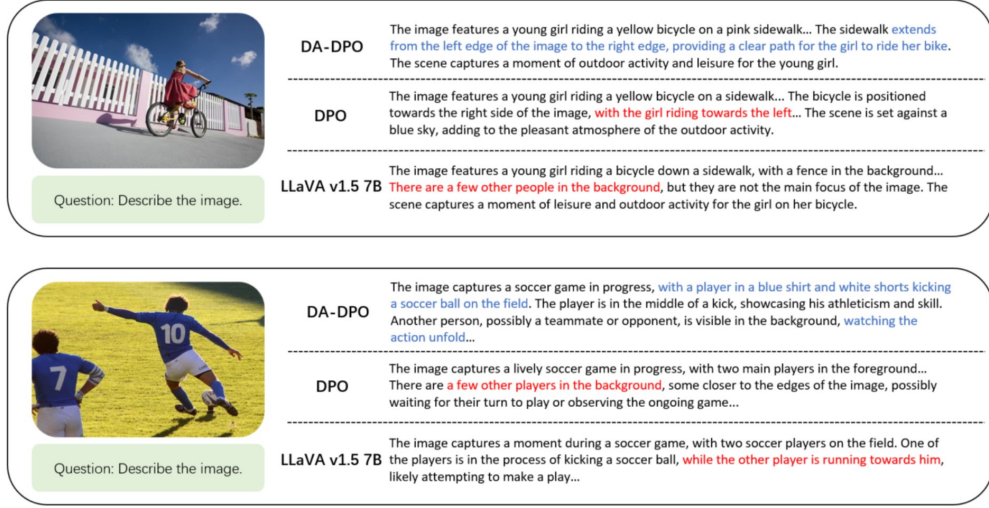 DA-DPO
The image features a young girl riding a yellow bicycle on a pink sidewalk... The sidewalk extends
from the left edge of the image to the right edge, providing a clear path for the girl to ride her bike.
The scene captures a moment of outdoor activity and leisure for the young girl.
DPO
The image features a young girl riding a yellow bicycle on a sidewalk... The bicycle is positioned
towards the right side of the image, with the girl riding towards the left... The scene is set against a
blue sky, adding to the pleasant atmosphere of the outdoor activity.
Question: Describe the image.
LLaVA v1.5 7B
The image features a young girl riding a bicycle down a sidewalk, with a fence in the background...
There are a few other people in the background, but they are not the main focus of the image. The
scene captures a moment of leisure and outdoor activity for the girl on her bicycle.
10
7
DA-DPO
The image captures a soccer game in progress, with a player in a blue shirt and white shorts kicking
a soccer ball on the field. The player is in the middle of a kick, showcasing his athleticism and skill.
Another person, possibly a teammate or opponent, is visible in the background, watching the
action unfold...
DPO
The image captures a lively soccer game in progress, with two main players in the foreground...
There are a few other players in the background, some closer to the edges of the image, possibly
waiting for their turn to play or observing the ongoing game...
Question: Describe the image.
LLaVA v1.5 7B
The image captures a moment during a soccer game, with two soccer players on the field. One of
the players is in the process of kicking a soccer ball, while the other player is running towards him,
likely attempting to make a play...